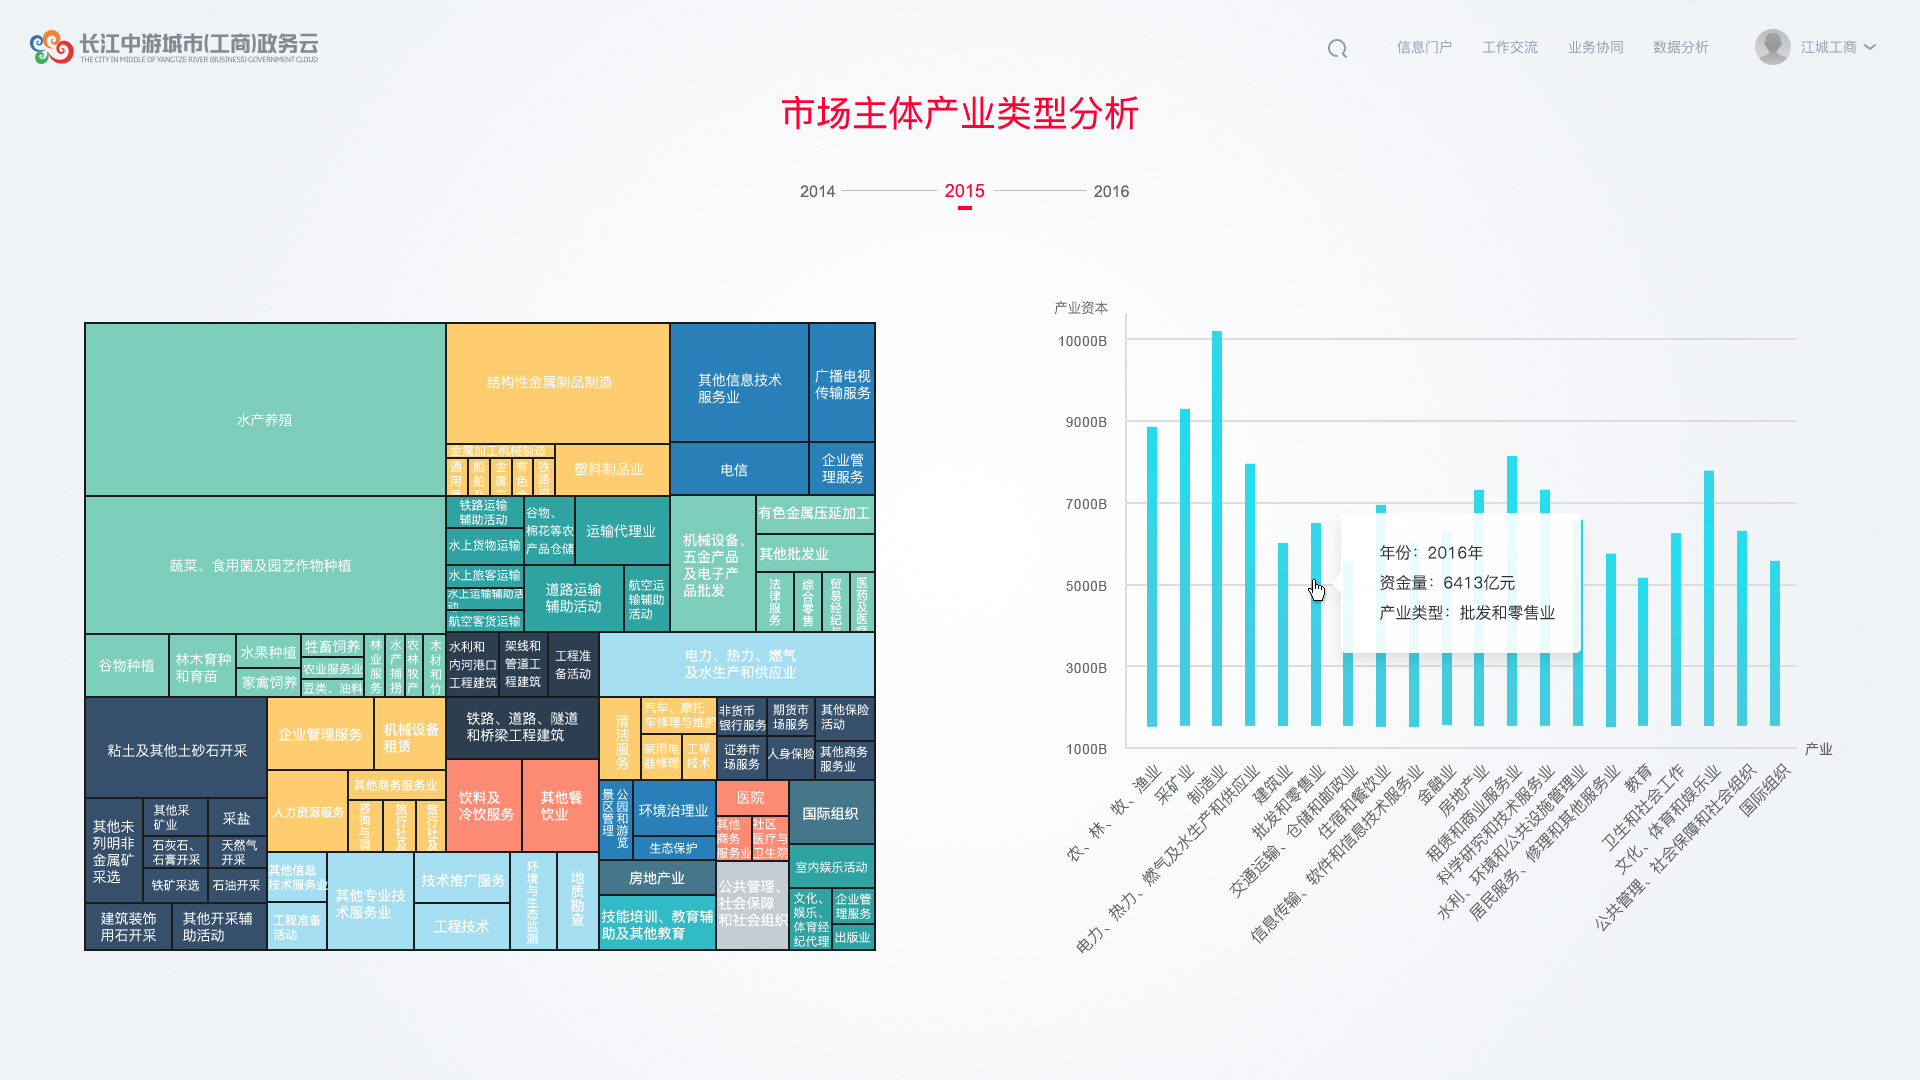 长江中游城市(工商)政务云
THE CITY IN MIDDLE OF YANGTZE RIVER (BUSINESS) GOVERNMENT CLOUD
信息门户
工作交流
业务协同
数据分析
江城工商
市场主体产业类型分析
2014
2015
2016
水产养殖
蔬菜、食用菌及园艺作物种植
谷物种植
林木育种
和育苗
水果种植
家禽饲养
牲畜饲养
农业服务业
豆类、油料
林业服务
水产捕捞
农林牧产
木材和竹
结构性金属制品制造
金属加工机械制造
通用零
船舶及
金属工
有色金
铁路运
塑料制品业
其他信息技术
服务业
广播电视
传输服务
电信
企业管
理服务
铁路运输
辅助活动
谷物、
棉花等农
产品仓储
运输代理业
水上货物运输
水上旅客运输
水上运输辅助活
动
航空客货运输
道路运输
辅助活动
航空运
输辅助
活动
机械设备、
五金产品
及电子产
品批发
有色金属压延加工
其他批发业
法律服务
综合零售
贸易经纪与
医药及医疗
水利和
内河港口
工程建筑
架线和
管道工
程建筑
工程准
备活动
电力、热力、燃气
及水生产和供应业
铁路、道路、隧道
和桥梁工程建筑
粘土及其他土砂石开采
其他未
列明非
金属矿
采选
其他采
矿业
采盐
石灰石、
石膏开采
天然气
开采
铁矿采选
石油开采
建筑装饰
用石开采
其他开采辅
助活动
企业管理服务
机械设备
租赁
人力资源服务
其他商务服务业
咨询与调
旅行社及
旅行社及
饮料及
冷饮服务
其他餐
饮业
其他信息
技术服务业
工程准备
活动
其他专业技
术服务业
技术推广服务
工程技术
环境与生态监测
地质勘查
清洁服务
汽车、摩托
车修理与维护
家用电
器修理
工程
技术
非货币
银行服务
期货市
场服务
其他保险
活动
证券市
场服务
人身保险
其他商务
服务业
公园和游览
景区管理
环境治理业
生态保护
医院
其他
商务
服务业
社区
医疗与
卫生院
国际组织
房地产业
技能培训、教育辅
助及其他教育
公共管理、
社会保障
和社会组织
室内娱乐活动
文化、
娱乐、
体育经
纪代理
企业管
理服务
出版业
产业资本
10000B
9000B
7000B
5000B
3000B
1000B
产业
年份：2016年
资金量：6413亿元
产业类型：批发和零售业
农、林、牧、渔业
采矿业
制造业
电力、热力、燃气及水生产和供应业
建筑业
批发和零售业
交通运输、仓储和邮政业
住宿和餐饮业
信息传输、软件和信息技术服务业
金融业
房地产业
租赁和商业服务业
科学研究和技术服务业
水利、环境和公共设施管理业
居民服务、修理和其他服务业
教育
卫生和社会工作
文化、体育和娱乐业
公共管理、社会保障和社会组织
国际组织